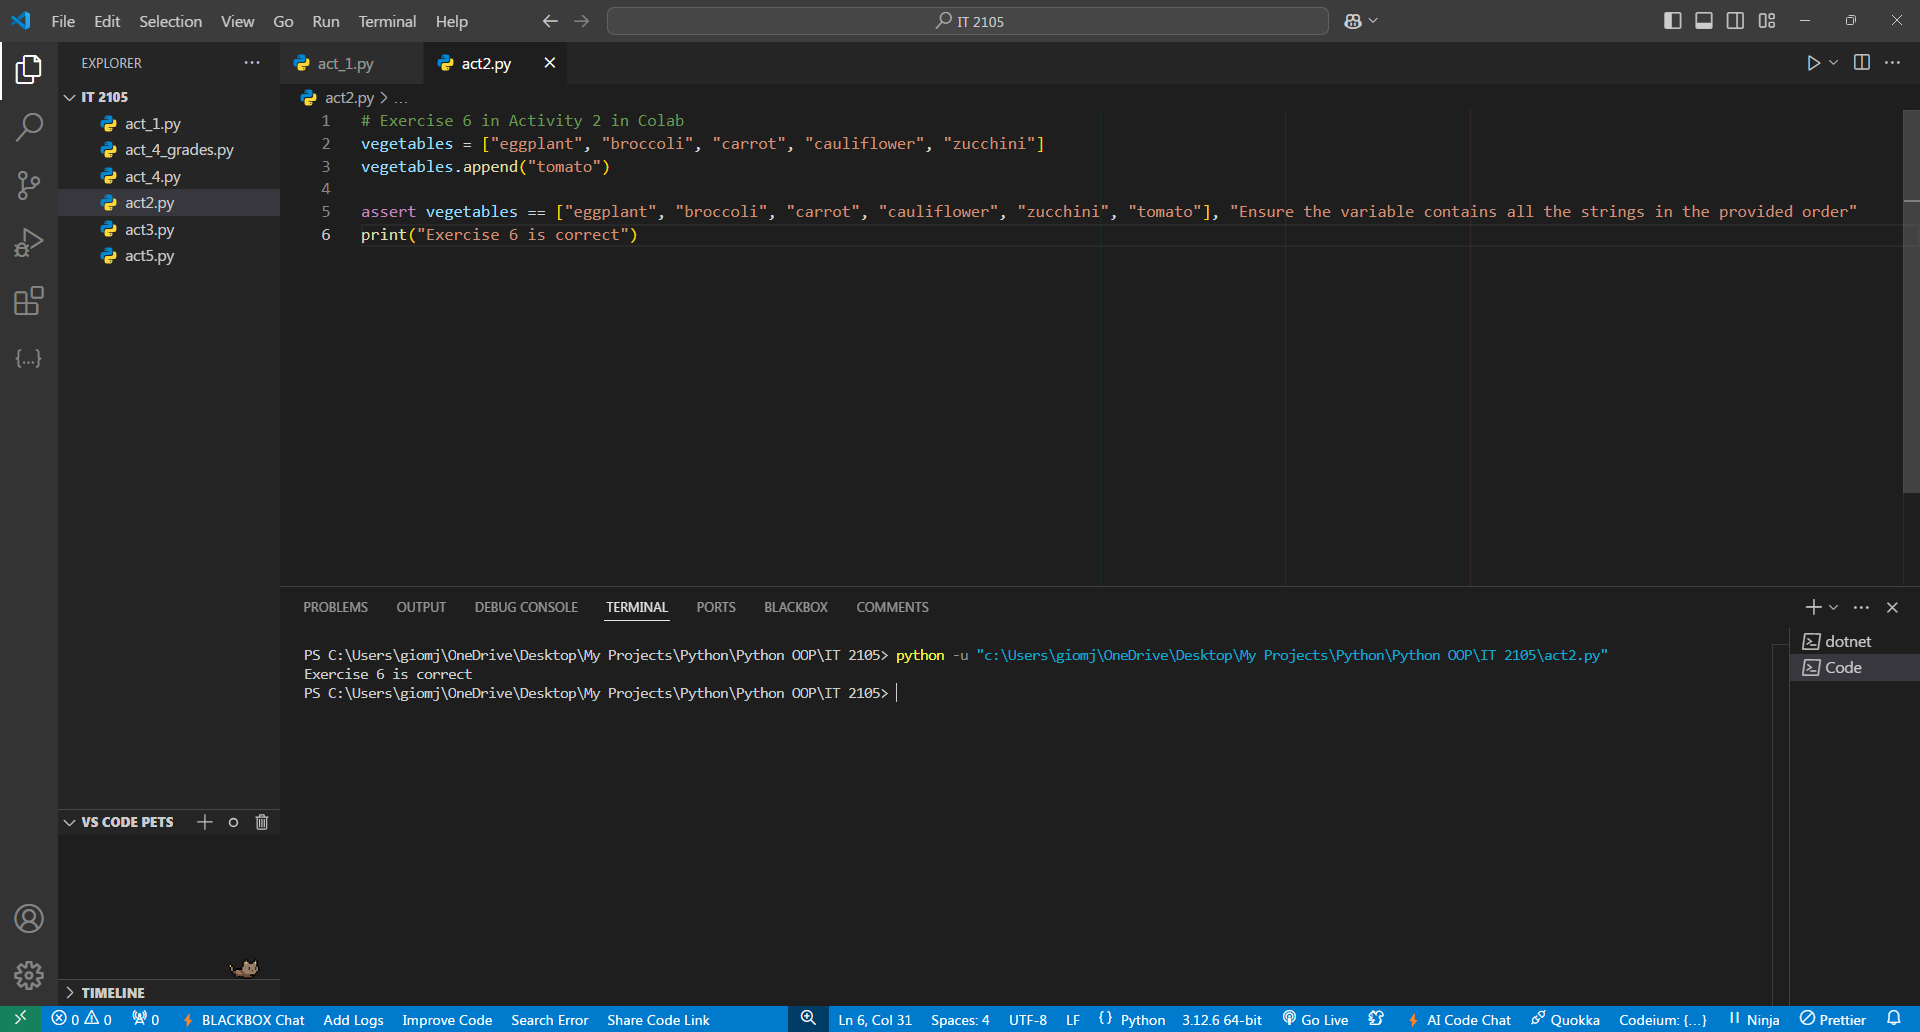 File Edit Selection View Go Run Terminal Help
IT 2105
EXPLORER
IT 2105
act_1.py
act_4_grades.py
act_4.py
act2.py
act3.py
act5.py
VS CODE PETS
TIMELINE
act_1.py act2.py
act2.py > ...
1 # Exercise 6 in Activity 2 in Colab
2 vegetables = ["eggplant", "broccoli", "carrot", "cauliflower", "zucchini"]
3 vegetables.append("tomato")
4
5 assert vegetables == ["eggplant", "broccoli", "carrot", "cauliflower", "zucchini", "tomato"], "Ensure the variable contains all the strings in the provided order"
6 print("Exercise 6 is correct")
PROBLEMS OUTPUT DEBUG CONSOLE TERMINAL PORTS BLACKBOX COMMENTS
PS C:\Users\giomj\OneDrive\Desktop\My Projects\Python\Python OOP\IT 2105> python -u "c:\Users\giomj\OneDrive\Desktop\My Projects\Python\Python OOP\IT 2105\act2.py"
Exercise 6 is correct
PS C:\Users\giomj\OneDrive\Desktop\My Projects\Python\Python OOP\IT 2105>
dotnet
Code
0 0 0 BLACKBOX Chat Add Logs Improve Code Search Error Share Code Link Ln 6, Col 31 Spaces: 4 UTF-8 LF {} Python 3.12.6 64-bit Go Live AI Code Chat Quokka Codeium: {...} Ninja Prettier